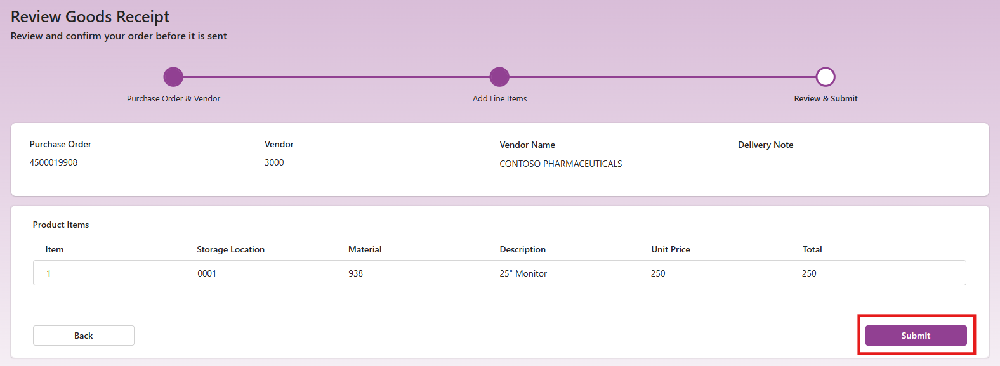 Review Goods Receipt
Review and confirm your order before it is sent
Purchase Order & Vendor Add Line Items Review & Submit
Purchase Order Vendor Vendor Name Delivery Note
4500019908 3000 CONTOSO PHARMACEUTICALS
Product Items
Item Storage Location Material Description Unit Price Total
1 0001 938 25" Monitor 250 250
Back Submit